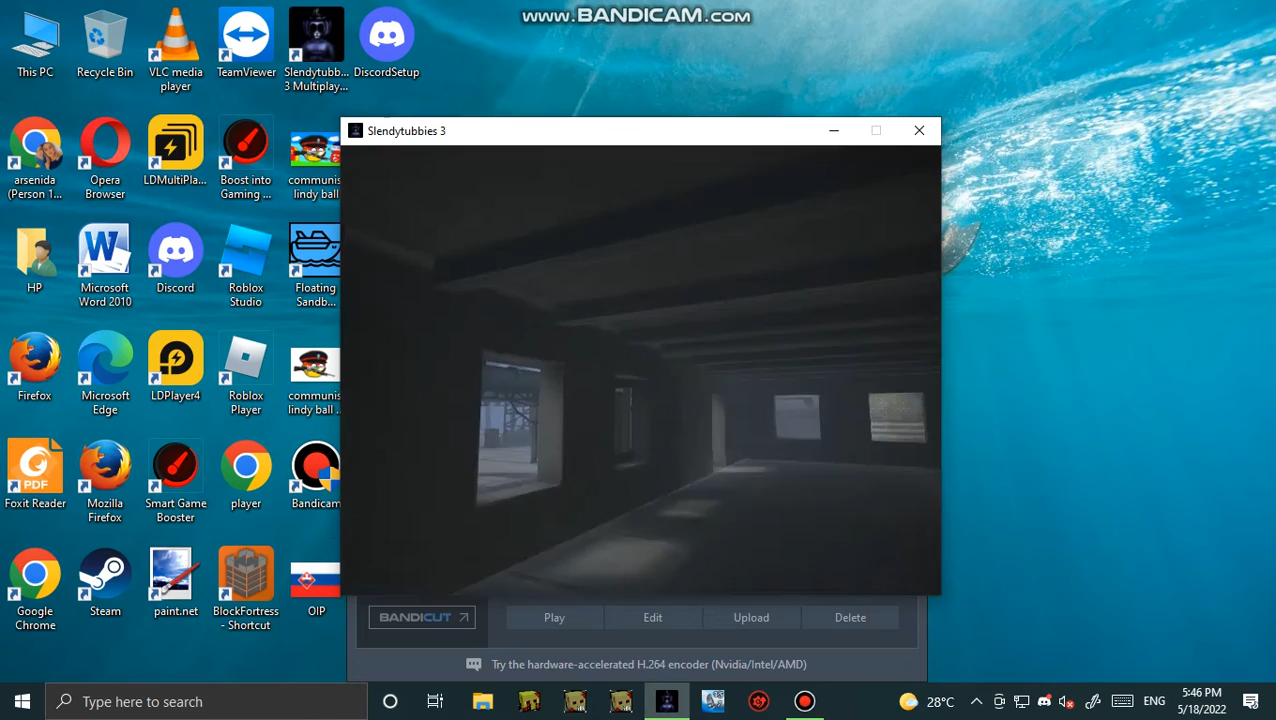 www.BANDICAM.com
This PC
Recycle Bin
VLC media
player
TeamViewer
Slendytubb...
3 Multiplay...
DiscordSetup
Slendytubbies 3
arsenida
(Person 1...
Opera
Browser
LDMultiPla...
Boost into
Gaming ...
communis
lindy ball
HP
Microsoft
Word 2010
Discord
Roblox
Studio
Floating
Sandb...
Firefox
Microsoft
Edge
LDPlayer4
Roblox
Player
communis
lindy ball ..
PDF
Foxit Reader
Mozilla
Firefox
Smart Game
Booster
player
Bandicam
Google
Chrome
Steam
paint.net
BlockFortress
- Shortcut
OIP
BANDICUT
Play
Edit
Upload
Delete
Try the hardware-accelerated H.264 encoder (Nvidia/Intel/AMD)
Type here to search
28°C
ENG
5:46 PM
5/18/2022